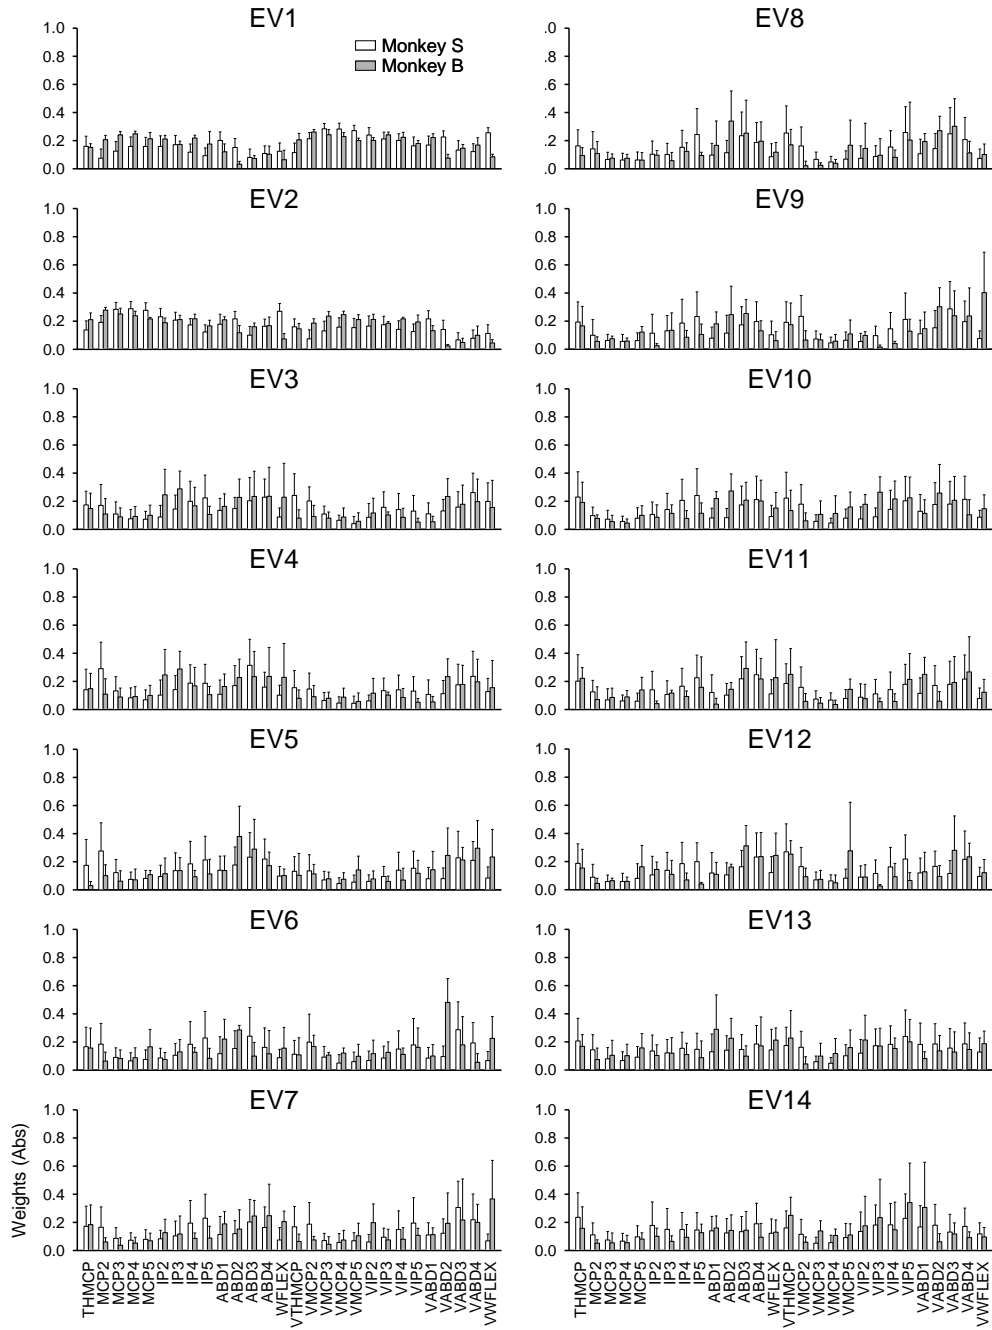 EV1
1.0
0.8
0.6
0.4
0.2
0.0
Monkey S
Monkey B
EV8
.0
0.8
0.6
0.4
0.2
.0
EV2
1.0
0.8
0.6
0.4
0.2
0.0
EV9
1.0
0.8
0.6
0.4
0.2
0.0
EV3
1.0
0.8
0.6
0.4
0.2
0.0
EV10
1.0
0.8
0.6
0.4
0.2
0.0
EV4
1.0
0.8
0.6
0.4
0.2
0.0
EV11
1.0
0.8
0.6
0.4
0.2
0.0
EV5
1.0
0.8
0.6
0.4
0.2
0.0
EV12
1.0
0.8
0.6
0.4
0.2
0.0
EV6
1.0
0.8
0.6
0.4
0.2
0.0
EV13
1.0
0.8
0.6
0.4
0.2
0.0
EV7
Weights (Abs)
1.0
0.8
0.6
0.4
0.2
0.0
THMCP
MCP2
MCP3
MCP4
MCP5
IP2
IP3
IP4
IP5
ABD1
ABD2
ABD3
ABD4
WFLEX
VTHMCP
VMCP2
VMCP3
VMCP4
VMCP5
VIP2
VIP3
VIP4
VIP5
VABD1
VABD2
VABD3
VABD4
VWFLEX
EV14
1.0
0.8
0.6
0.4
0.2
0.0
THMCP
MCP2
MCP3
MCP4
MCP5
IP2
IP3
IP4
IP5
ABD1
ABD2
ABD3
ABD4
WFLEX
VTHMCP
VMCP2
VMCP3
VMCP4
VMCP5
VIP2
VIP3
VIP4
VIP5
VABD1
VABD2
VABD3
VABD4
VWFLEX